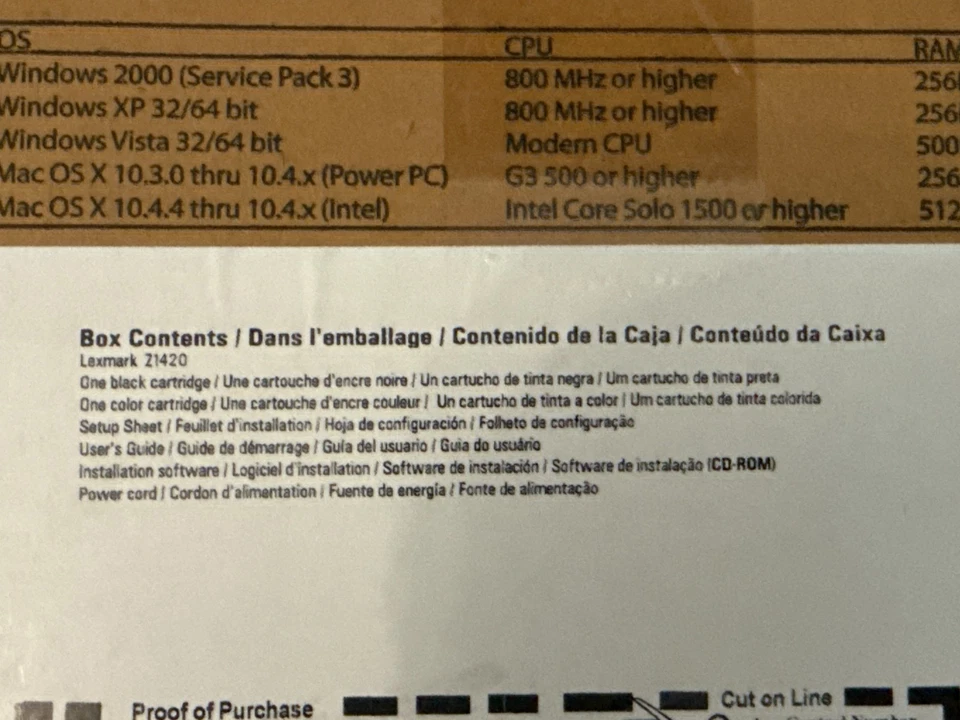 OS CPU RAM
Windows 2000 (Service Pack 3) 800 MHz or higher 256
Windows XP 32/64 bit 800 MHz or higher 256
Windows Vista 32/64 bit Modern CPU 500
Mac OS X 10.3.0 thru 10.4.x (Power PC) G3 500 or higher 256
Mac OS X 10.4.4 thru 10.4.x (Intel) Intel Core Solo 1500 or higher 512
Box Contents / Dans l'emballage / Contenido de la Caja / Conteúdo da Caixa
Lexmark Z1420
One black cartridge / Une cartouche d'encre noire / Un cartucho de tinta negra / Um cartucho de tinta preta
One color cartridge / Une cartouche d'encre couleur / Un cartucho de tinta a color / Um cartucho de tinta colorida
Setup Sheet / Feuillet d'installation / Hoja de configuración / Folheto de configuração
User's Guide / Guide de démarrage / Guía del usuario / Guia do usuário
Installation software / Logiciel d'installation / Software de instalación / Software de instalação (CD-ROM)
Power cord / Cordon d'alimentation / Fuente de energía / Fonte de alimentação
Proof of Purchase Cut on Line